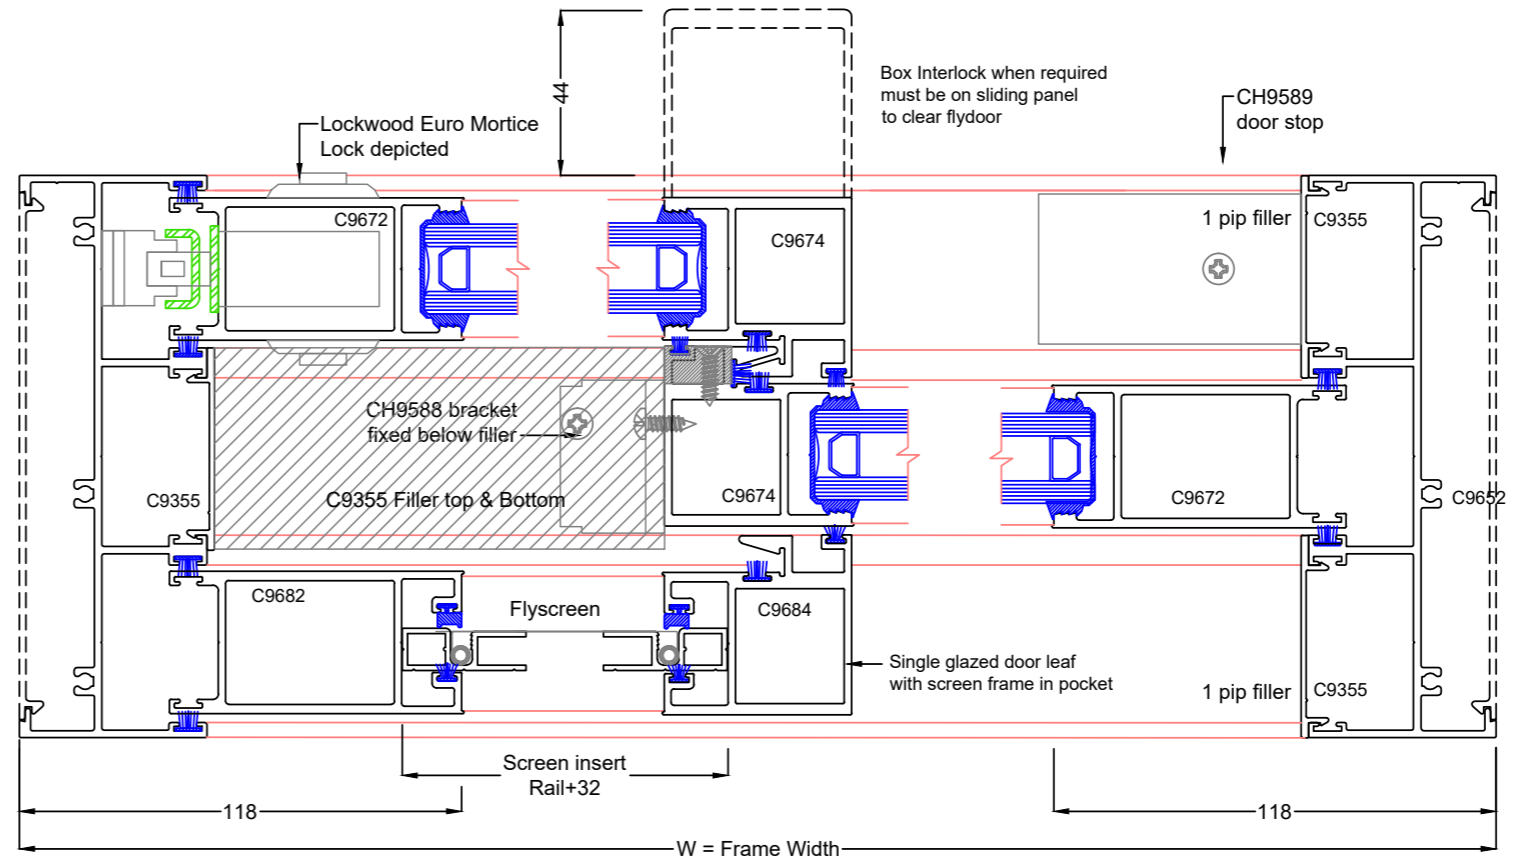 44
Box Interlock when required
must be on sliding panel
to clear flydoor
CH9589
door stop
Lockwood Euro Mortice
Lock depicted
C9672
C9674
1 pip filler
C9355
CH9588 bracket
fixed below filler
C9355
C9355 Filler top & Bottom
C9674
C9672
C9652
C9682
Flyscreen
C9684
Single glazed door leaf
with screen frame in pocket
1 pip filler
C9355
Screen insert
Rail+32
118
118
W = Frame Width